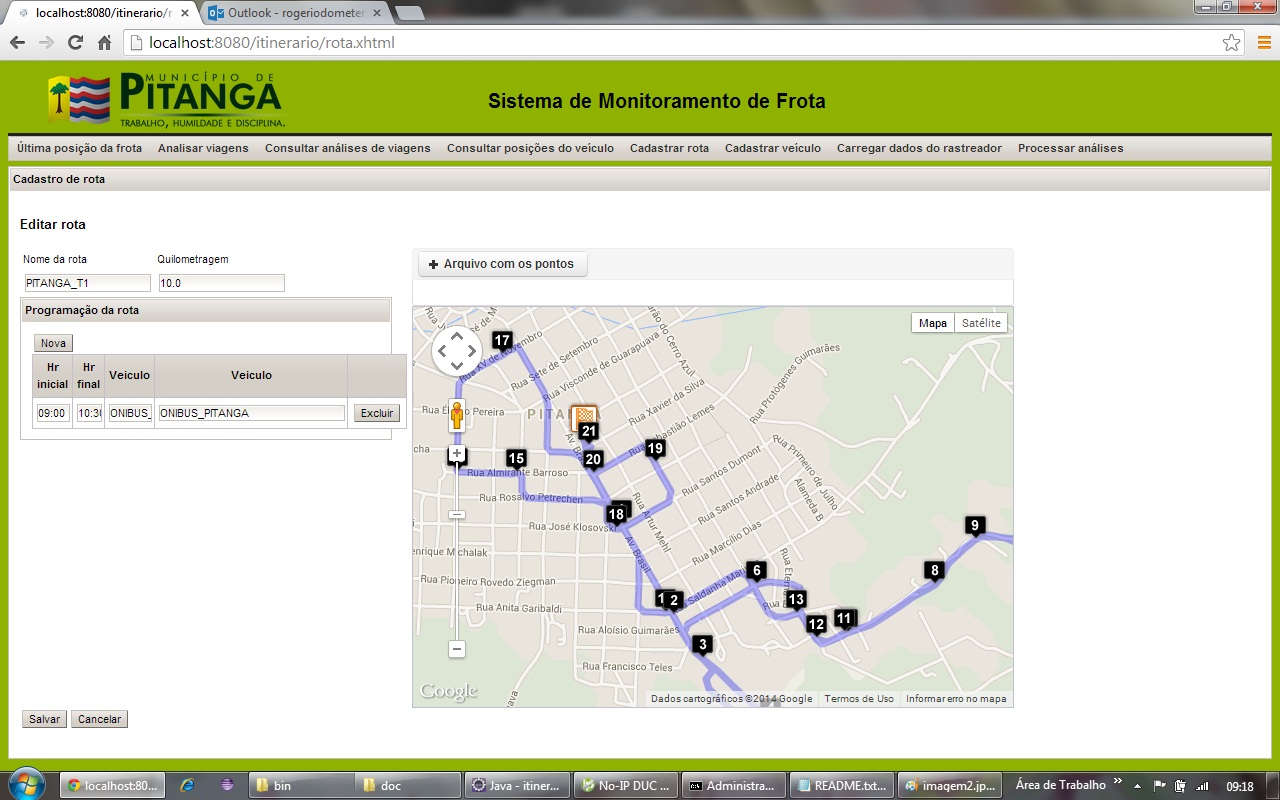 localhost:8080/itinerario/r
Outlook - rogeriodometer
localhost:8080/itinerario/rota.xhtml
MUNICÍPIO DE
PITANGA
TRABALHO, HUMILDADE E DISCIPLINA.
Sistema de Monitoramento de Frota
Última posição da frota Analisar viagens Consultar análises de viagens Consultar posições do veículo Cadastrar rota Cadastrar veículo Carregar dados do rastreador Processar análises
Cadastro de rota
Editar rota
Nome da rota Quilometragem
PITANGA_T1 10.0
Programação da rota
Nova
Hr inicial Hr final Veiculo Veiculo
09:00 10:30 ONIBUS_ ONIBUS_PITANGA Excluir
Salvar Cancelar
+ Arquivo com os pontos
Mapa Satélite
17
Rua XV de Novembro
Rua Sete de Setembro
Rua Visconde de Guarapuava
do Cerro Azul
Rua Protógenes Guimarães
Rua Xavier da Silva
Pereira
PITA
21
Sebastião Lemes
Av. Bra
20
19
15
Rua Almirante Barroso
Rua Santos Dumont
Rua Primeiro de Julho
Alameda B
Rua Rosalvo Petrechen
Rua Santos Andrade
18
Rua Artur Mehl
Rua José Klosovski
Rua Marcílio Dias
9
enrique Michalak
Av. Brasil
6
8
Rua Pioneiro Rovedo Ziegman
Saldanha Mari
Rua Eter
13
1
2
Rua Anita Garibaldi
12
11
Rua Aloísio Guimarães
3
Rua Francisco Teles
Google
Dados cartográficos ©2014 Google Termos de Uso Informar erro no mapa
localhost:80... bin doc Java - itiner... No-IP DUC ... Administra... README.txt... imagem2.jp... Área de Trabalho 09:18